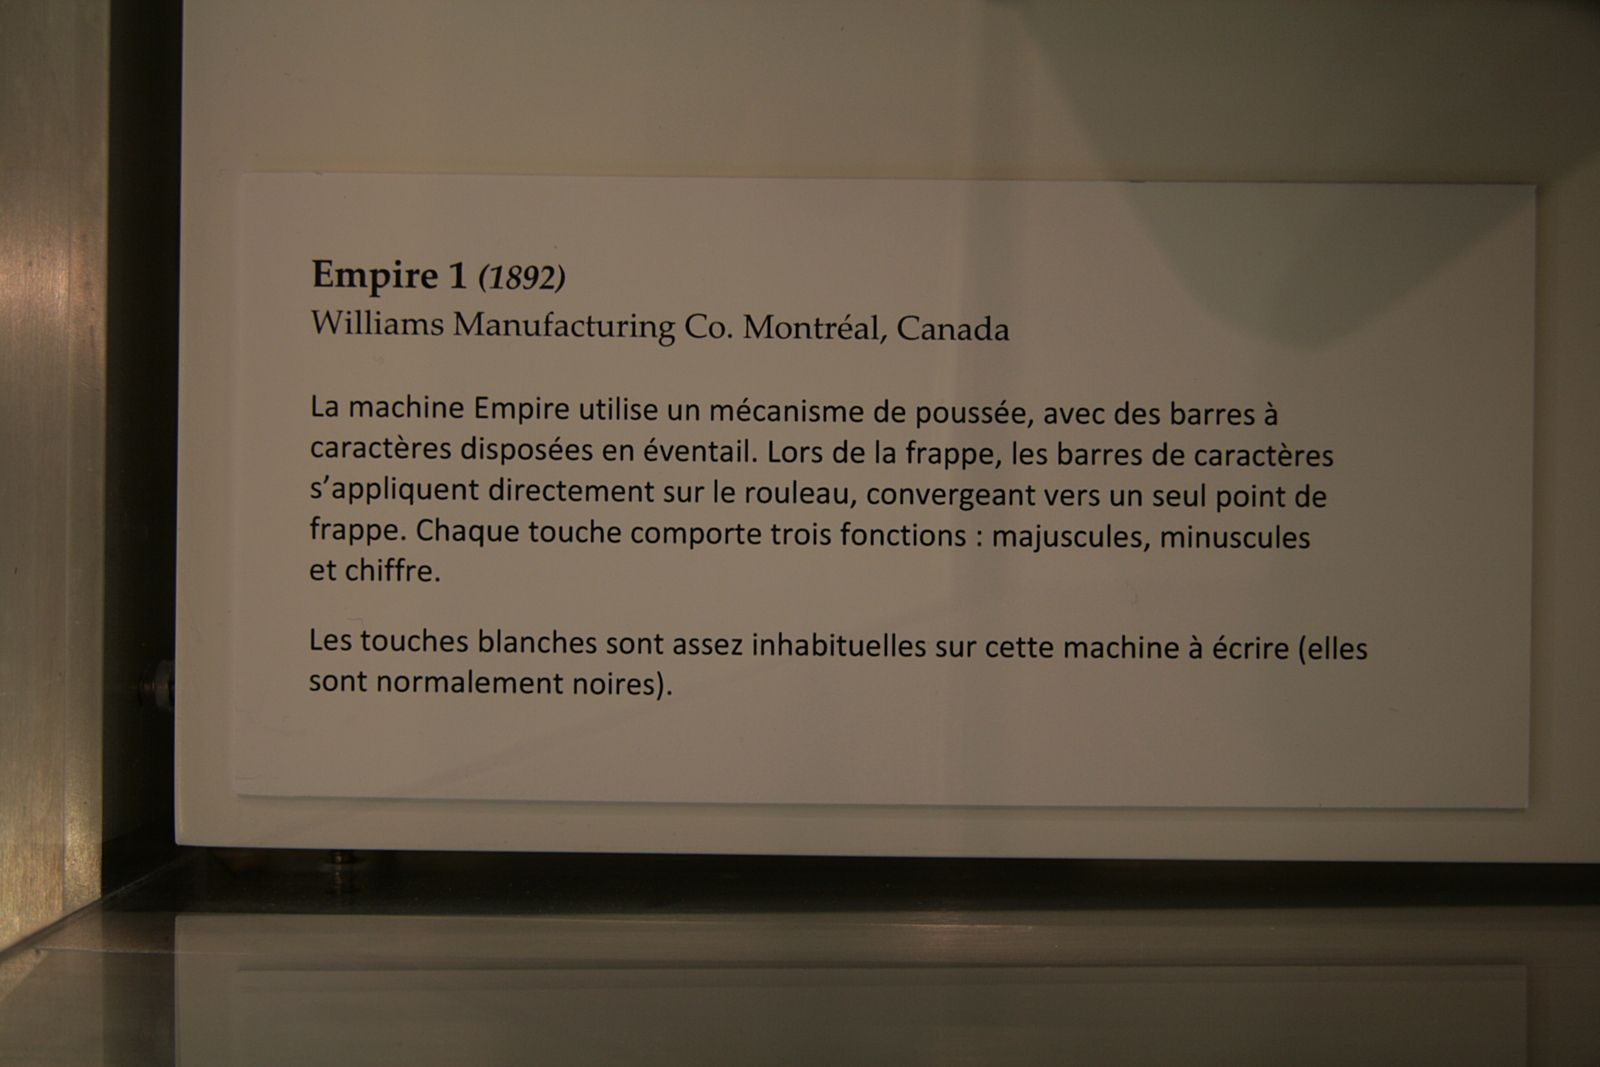 Empire 1 (1892)
Williams Manufacturing Co. Montréal, Canada
La machine Empire utilise un mécanisme de poussée, avec des barres à
caractères disposées en éventail. Lors de la frappe, les barres de caractères
s’appliquent directement sur le rouleau, convergeant vers un seul point de
frappe. Chaque touche comporte trois fonctions : majuscules, minuscules
et chiffre.
Les touches blanches sont assez inhabituelles sur cette machine à écrire (elles
sont normalement noires).